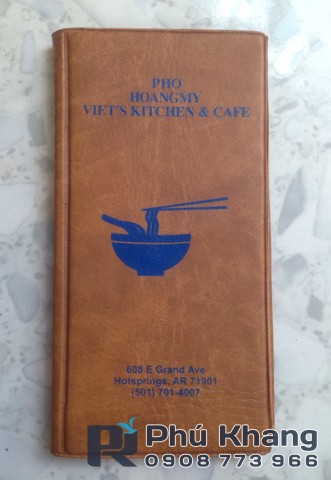 PHO
HOANGMY
VIET'S KITCHEN & CAFE
608 E Grand Ave
Hotsprings, AR 71901
(501) 701-4007
Phú Khang
0908 773 966